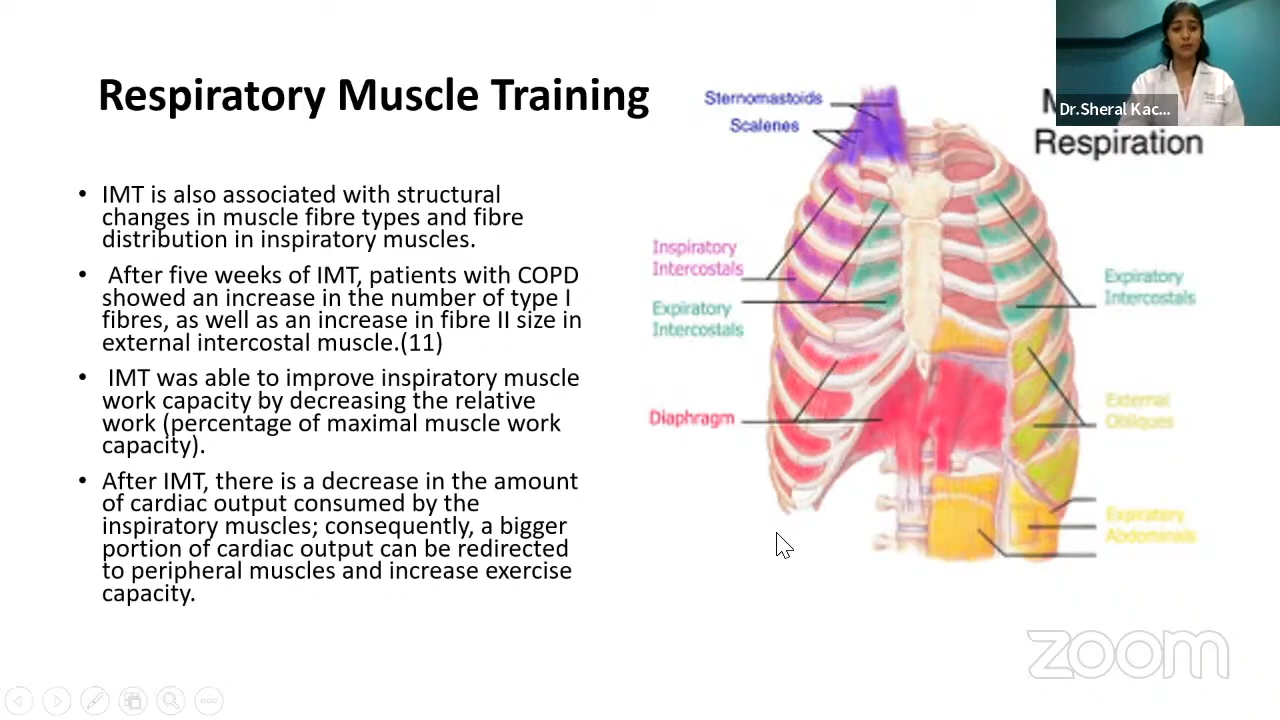 Respiratory Muscle Training
• IMT is also associated with structural
changes in muscle fibre types and fibre
distribution in inspiratory muscles.
• After five weeks of IMT, patients with COPD
showed an increase in the number of type I
fibres, as well as an increase in fibre II size in
external intercostal muscle.(11)
• IMT was able to improve inspiratory muscle
work capacity by decreasing the relative
work (percentage of maximal muscle work
capacity).
• After IMT, there is a decrease in the amount
of cardiac output consumed by the
inspiratory muscles; consequently, a bigger
portion of cardiac output can be redirected
to peripheral muscles and increase exercise
capacity.
Sternomastoids
Scalenes
Inspiratory
Intercostals
Expiratory
Intercostals
Diaphragm
Respiration
Expiratory
Intercostals
External
Obliques
Expiratory
Abdominals
Dr.Sheral Kac...
zoom